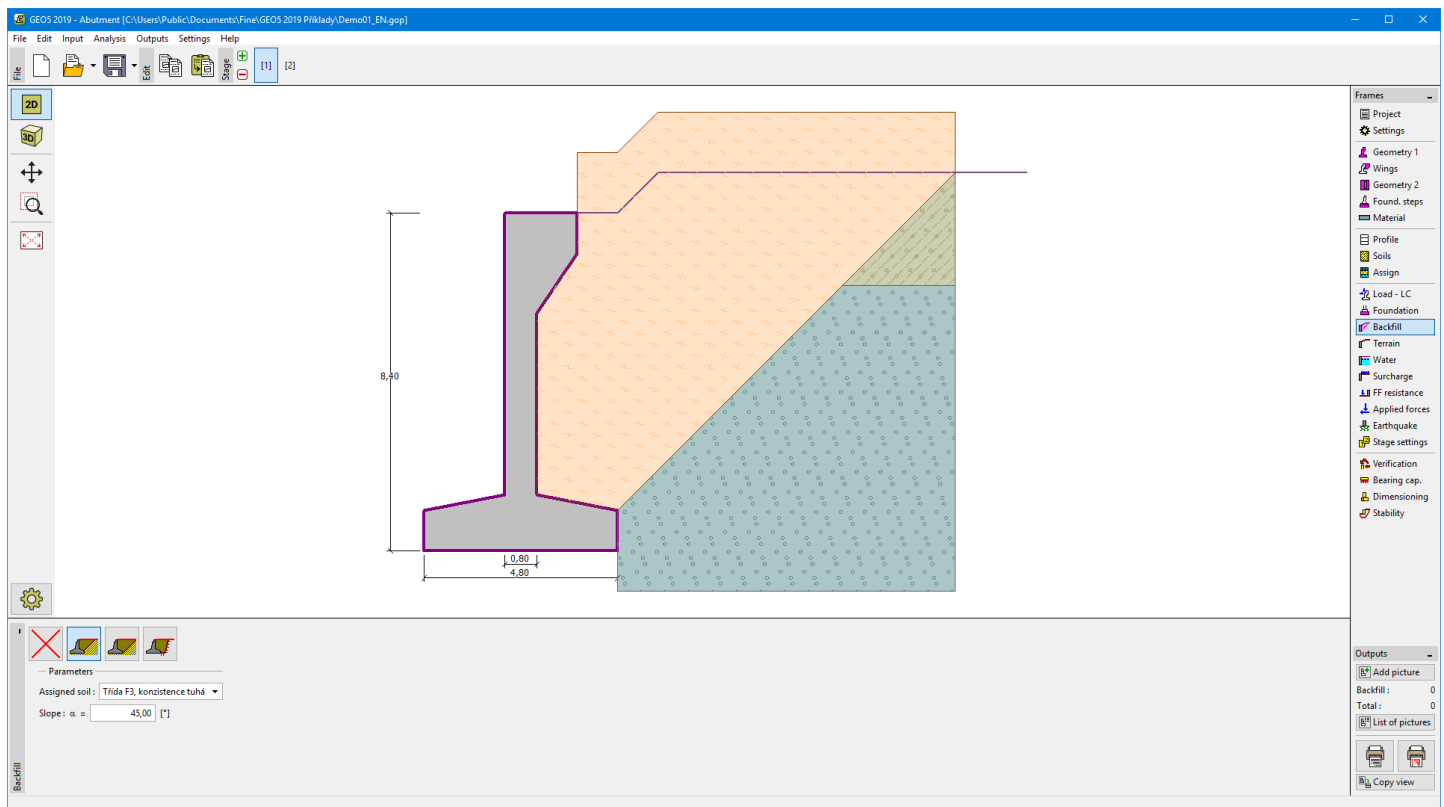 GEO5 2019 - Abutment [C:\Users\Public\Documents\Fine\GEO5 2019 Příklady\Demo01_EN.gop]
File Edit Input Analysis Outputs Settings Help
File
Edit
Stage
[1] [2]
2D
3D
8,40
0,80
4,80
Frames
Project
Settings
Geometry 1
Wings
Geometry 2
Found. steps
Material
Profile
Soils
Assign
Load - LC
Foundation
Backfill
Terrain
Water
Surcharge
FF resistance
Applied forces
Earthquake
Stage settings
Verification
Bearing cap.
Dimensioning
Stability
Backfill
Parameters
Assigned soil : Třída F3, konzistence tuhá
Slope : α = 45,00 [°]
Outputs
Add picture
Backfill : 0
Total : 0
List of pictures
Copy view